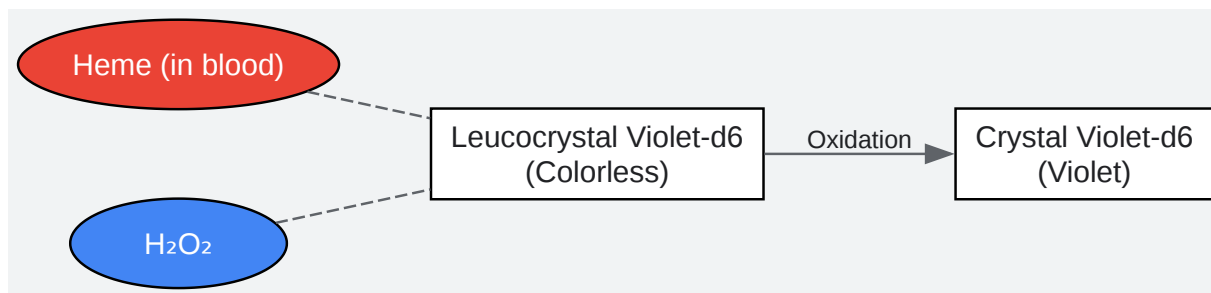 Heme (in blood)
Leucocrystal Violet-d6
(Colorless)
Oxidation
Crystal Violet-d6
(Violet)
H₂O₂